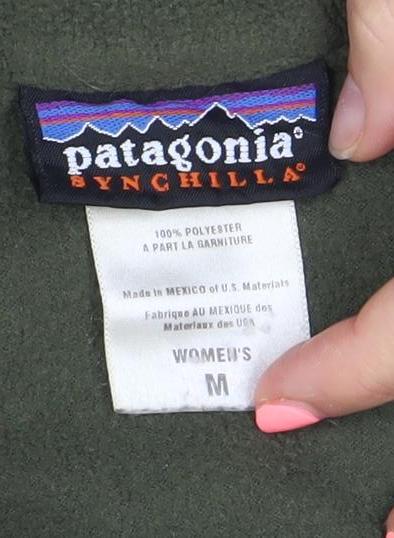 patagonia®
SYNCHILLA®
100% POLYESTER
A PART LA GARNITURE
Made in MEXICO of U.S. Materials
Fabrique AU MEXIQUE des
Materiaux des USA
WOMEN'S
M